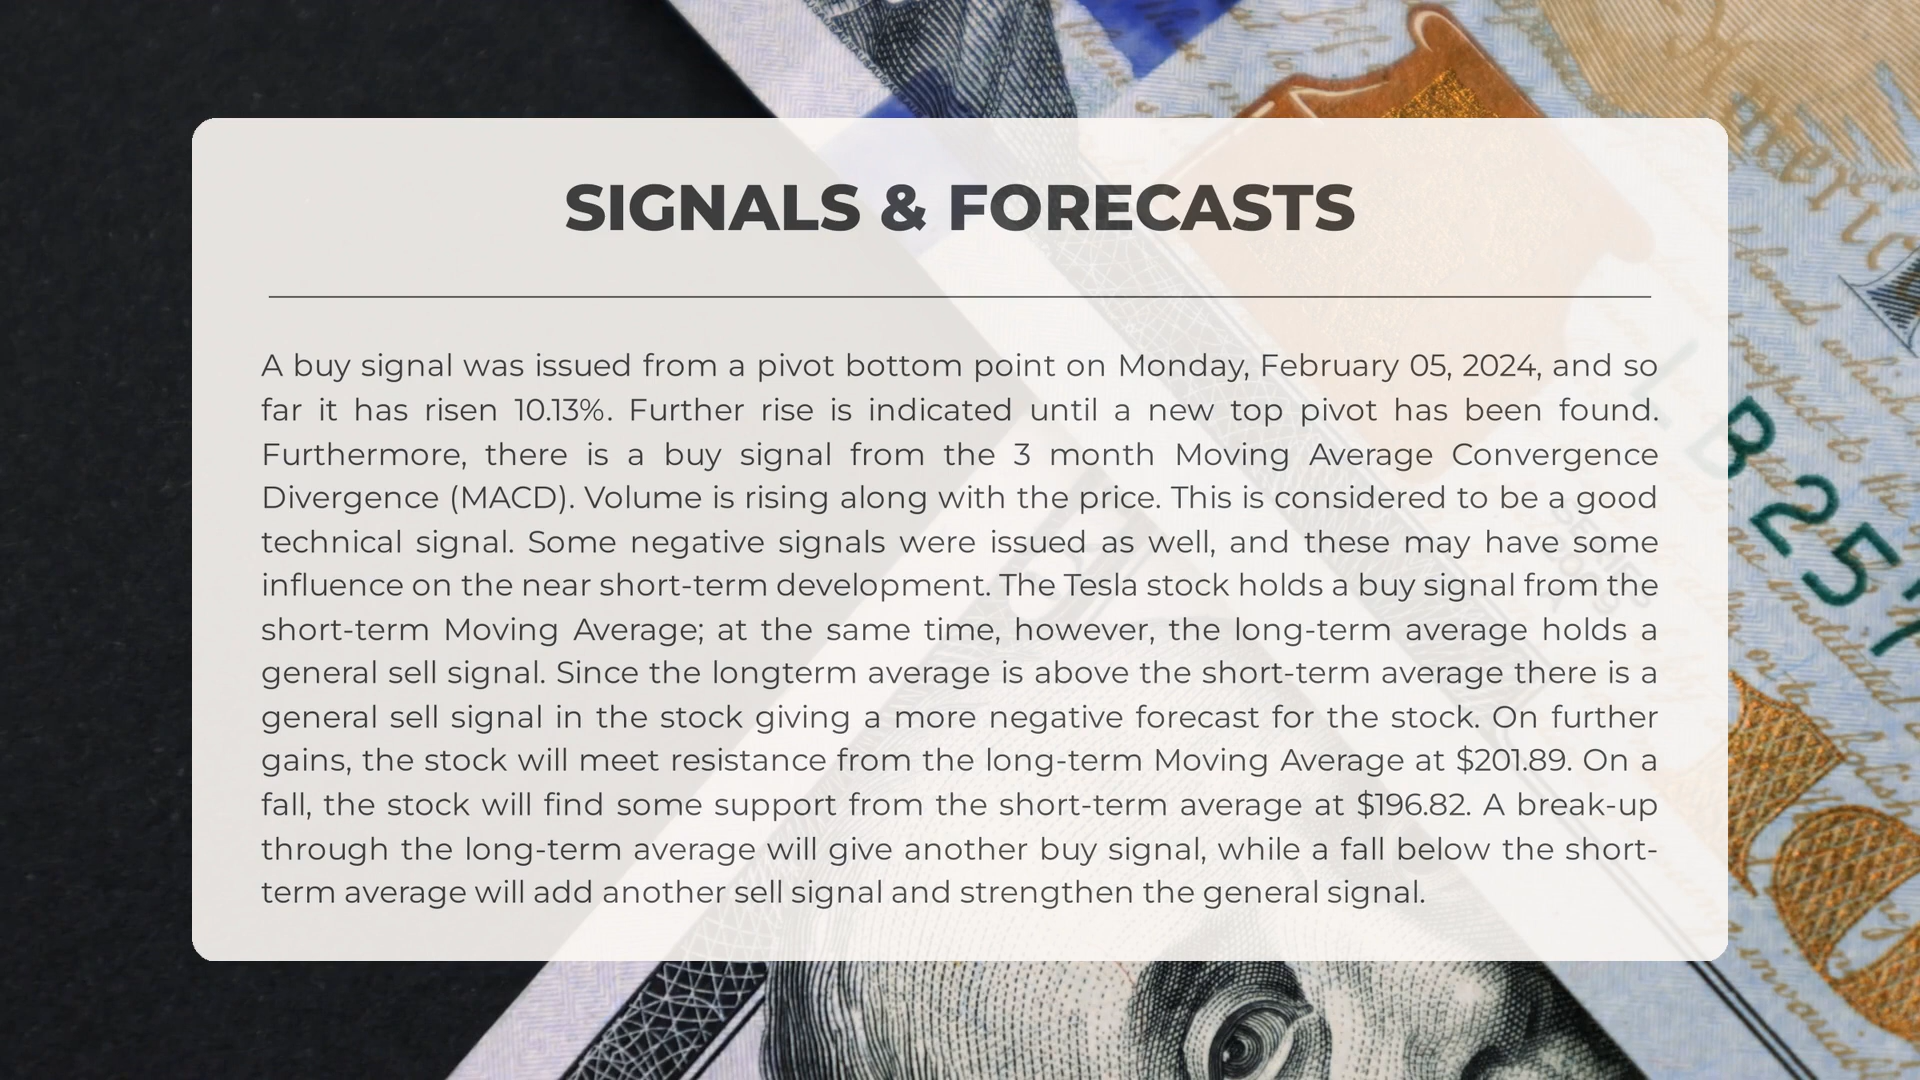 SIGNALS & FORECASTS
A buy signal was issued from a pivot bottom point on Monday, February 05, 2024, and so
far it has risen 10.13%. Further rise is indicated until a new top pivot has been found.
Furthermore, there is a buy signal from the 3 month Moving Average Convergence
Divergence (MACD). Volume is rising along with the price. This is considered to be a good
technical signal. Some negative signals were issued as well, and these may have some
influence on the near short-term development. The Tesla stock holds a buy signal from the
short-term Moving Average; at the same time, however, the long-term average holds a
general sell signal. Since the longterm average is above the short-term average there is a
general sell signal in the stock giving a more negative forecast for the stock. On further
gains, the stock will meet resistance from the long-term Moving Average at $201.89. On a
fall, the stock will find some support from the short-term average at $196.82. A break-up
through the long-term average will give another buy signal, while a fall below the short-
term average will add another sell signal and strengthen the general signal.
LB257